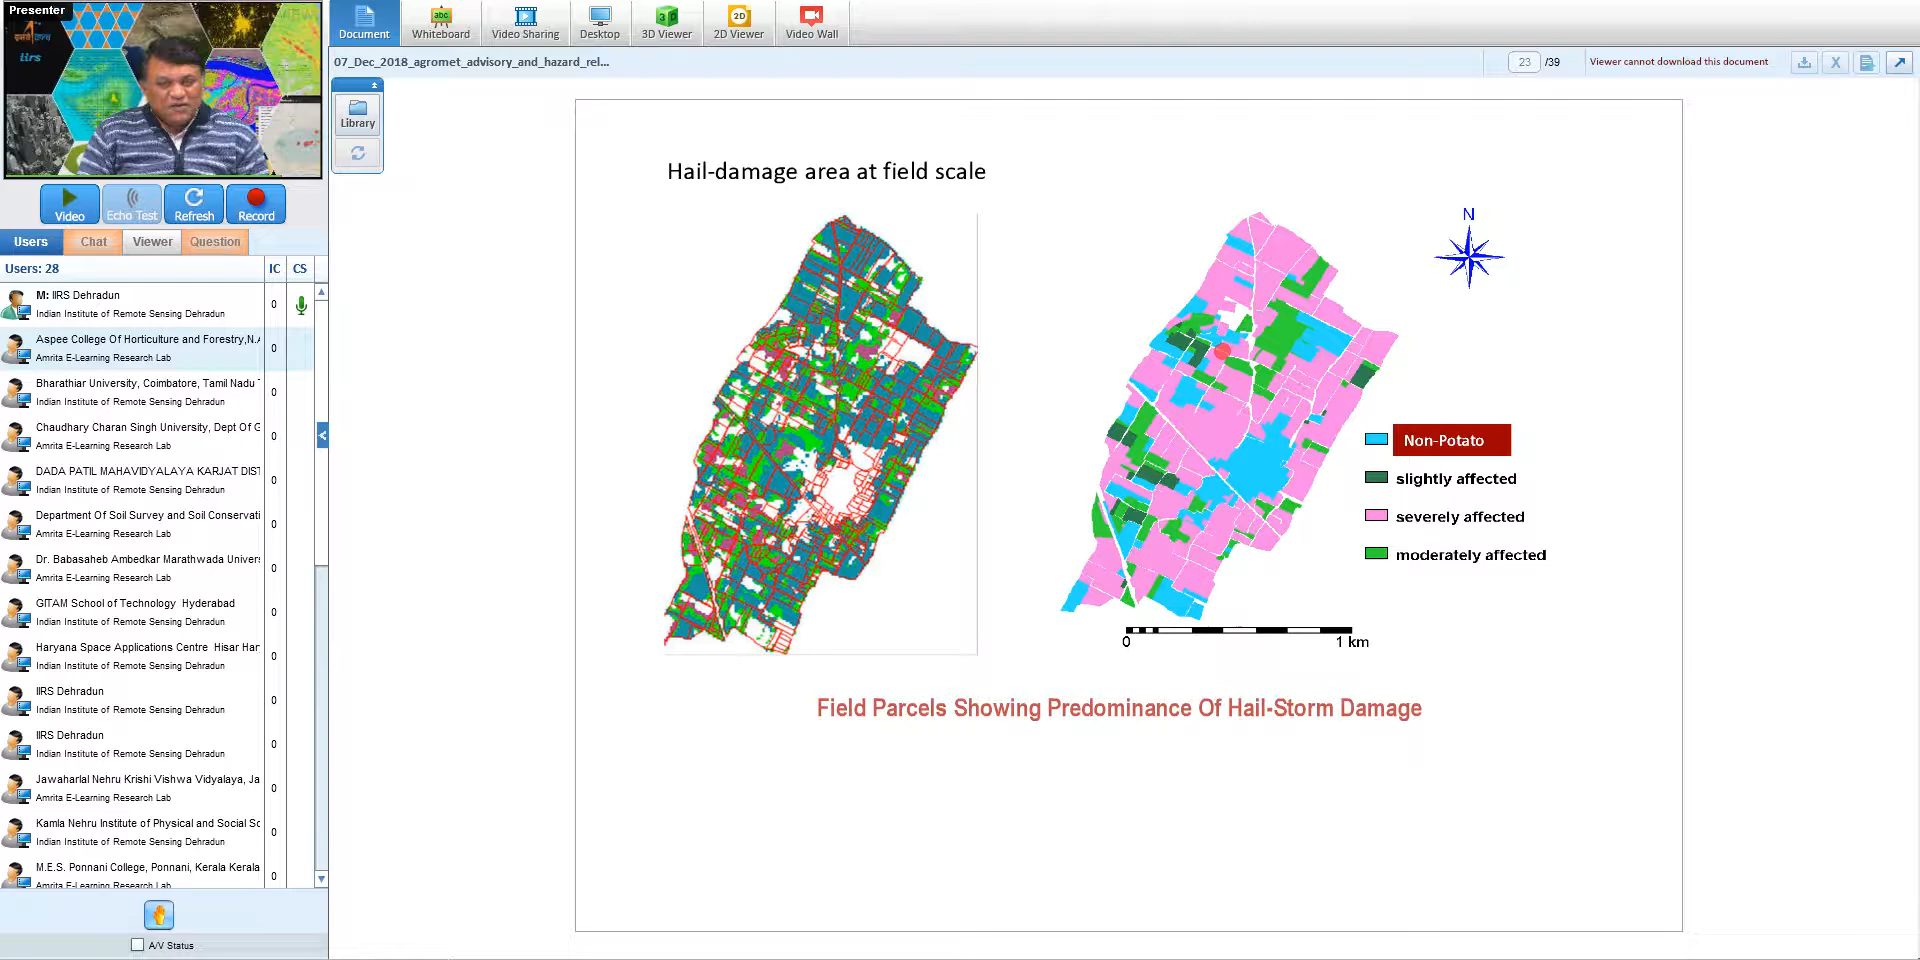 Presenter
iirs
Document
Whiteboard
Video Sharing
Desktop
3D Viewer
2D Viewer
Video Wall
07_Dec_2018_agromet_advisory_and_hazard_rel...
23 /39
Viewer cannot download this document
Library
Video
Echo Test
Refresh
Record
Users
Chat
Viewer
Question
Users: 28 IC CS
M: IIRS Dehradun
Indian Institute of Remote Sensing Dehradun
0
Aspee College Of Horticulture and Forestry,N.A
Amrita E-Learning Research Lab
0
Bharathiar University, Coimbatore, Tamil Nadu
Indian Institute of Remote Sensing Dehradun
0
Chaudhary Charan Singh University, Dept Of G
Amrita E-Learning Research Lab
0
DADA PATIL MAHAVIDYALAYA KARJAT DIST
Indian Institute of Remote Sensing Dehradun
0
Department Of Soil Survey and Soil Conservati
Amrita E-Learning Research Lab
0
Dr. Babasaheb Ambedkar Marathwada Univers
Amrita E-Learning Research Lab
0
GITAM School of Technology Hyderabad
Indian Institute of Remote Sensing Dehradun
0
Haryana Space Applications Centre Hisar Har
Indian Institute of Remote Sensing Dehradun
0
IIRS Dehradun
Indian Institute of Remote Sensing Dehradun
0
IIRS Dehradun
Indian Institute of Remote Sensing Dehradun
0
Jawaharlal Nehru Krishi Vishwa Vidyalaya, Ja
Amrita E-Learning Research Lab
0
Kamla Nehru Institute of Physical and Social Sc
Indian Institute of Remote Sensing Dehradun
0
M.E.S. Ponnani College, Ponnani, Kerala Kerala
Amrita E-Learning Research Lab
0
A/V Status
Hail-damage area at field scale
N
Non-Potato
slightly affected
severely affected
moderately affected
0 1 km
Field Parcels Showing Predominance Of Hail-Storm Damage